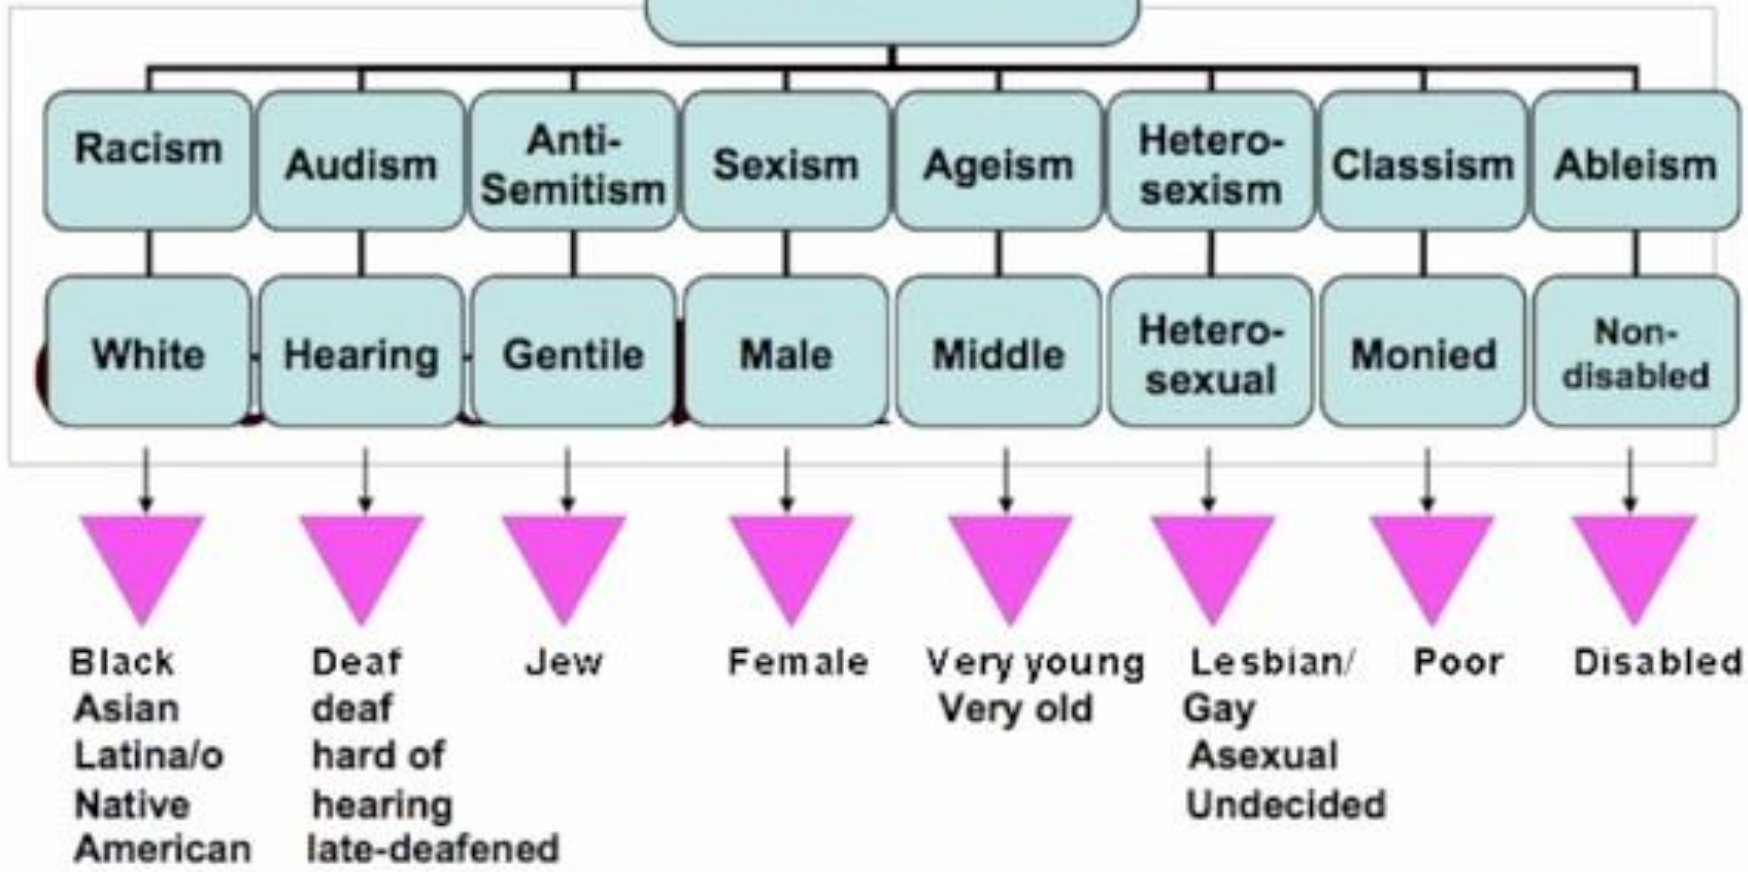 Racism
Audism
Anti-
Semitism
Sexism
Ageism
Hetero-
sexism
Classism
Ableism
White
Hearing
Gentile
Male
Middle
Hetero-
sexual
Monied
Non-
disabled
Black
Asian
Latina/o
Native
American
Deaf
deaf
hard of
hearing
late-deafened
Jew
Female
Very young
Very old
Lesbian/
Gay
Asexual
Undecided
Poor
Disabled